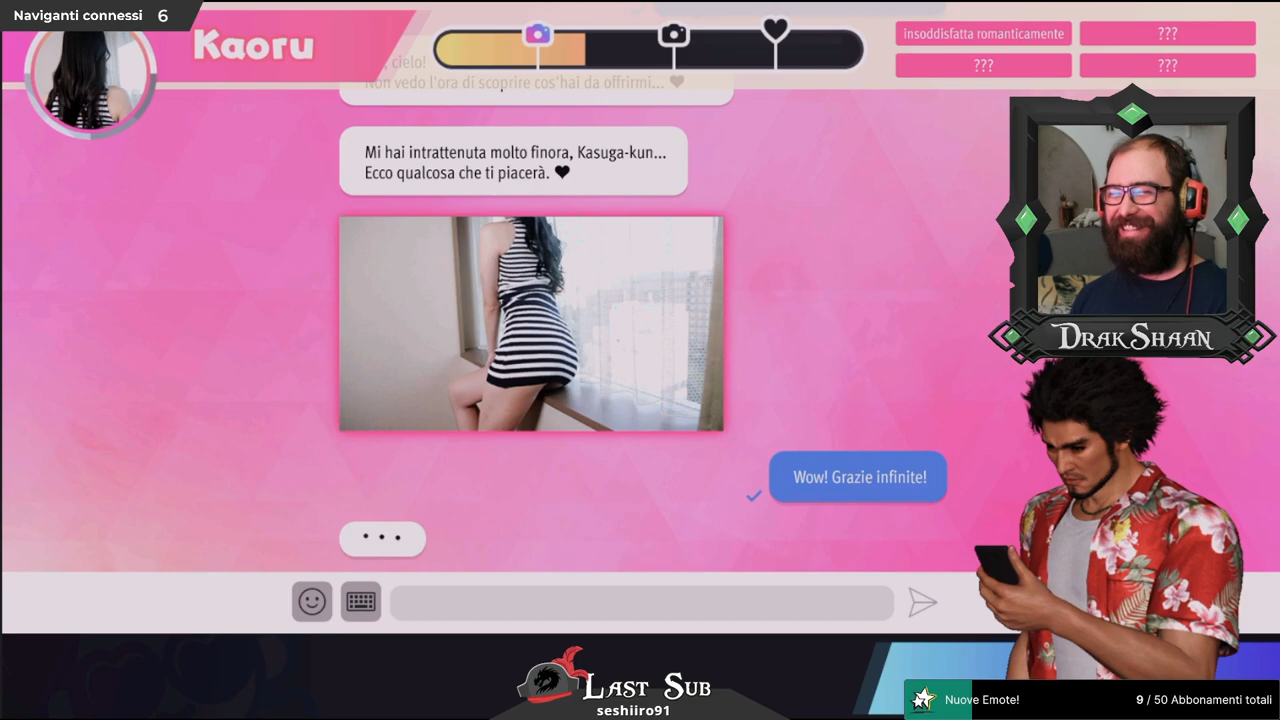 Naviganti connessi 6
Kaoru
insoddisfatta romanticamente
???
???
???
cielo!
Non vedo l'ora di scoprire cos'hai da offrirmi... ♥
Mi hai intrattenuta molto finora, Kasuga-kun...
Ecco qualcosa che ti piacerà. ♥
Wow! Grazie infinite!
• • •
DRAKSHAAN
LAST SUB
seshiiro91
Nuove Emote!
9 / 50 Abbonamenti totali